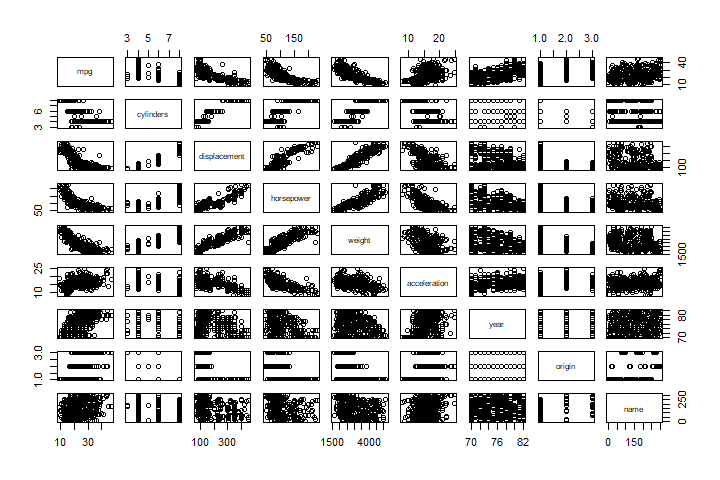 3 5 7 50 150 10 20 1.0 2.0 3.0
mpg 10 40
3 6 cylinders
displacement 100
50 horsepower
weight 1500
10 25 acceleration
year 70 80
1.0 3.0 origin
name 0 250
10 30 100 300 1500 4000 70 76 82 0 150